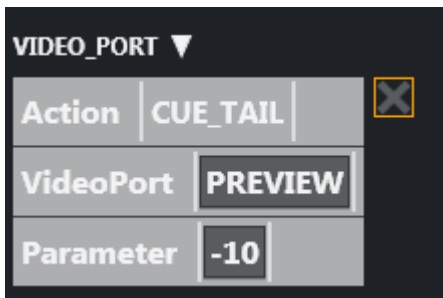 VIDEO_PORT ▼
Action CUE_TAIL
VideoPort PREVIEW
Parameter -10